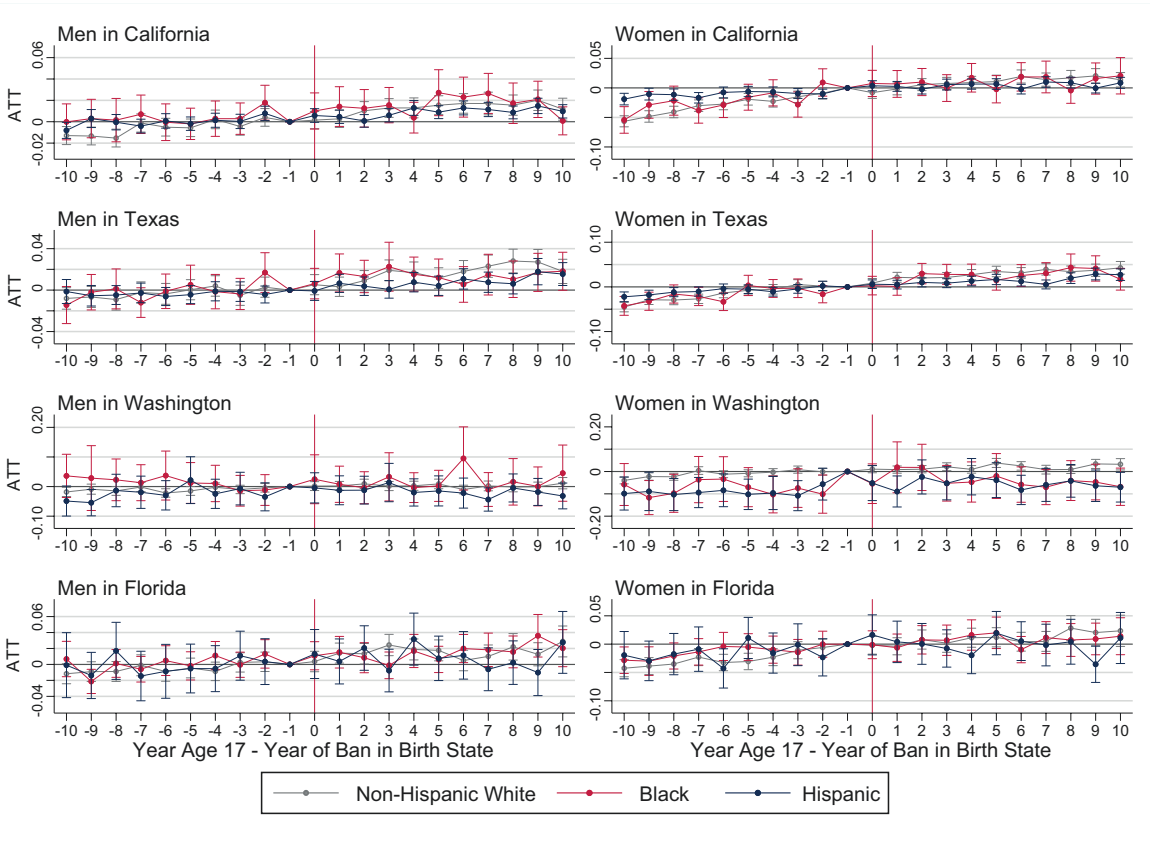 Men in California
ATT
0.06
0
-0.02
-10 -9 -8 -7 -6 -5 -4 -3 -2 -1 0 1 2 3 4 5 6 7 8 9 10
Women in California
0.05
0
-0.10
-10 -9 -8 -7 -6 -5 -4 -3 -2 -1 0 1 2 3 4 5 6 7 8 9 10
Men in Texas
ATT
0.04
0
-0.04
-10 -9 -8 -7 -6 -5 -4 -3 -2 -1 0 1 2 3 4 5 6 7 8 9 10
Women in Texas
0.10
0
-0.10
-10 -9 -8 -7 -6 -5 -4 -3 -2 -1 0 1 2 3 4 5 6 7 8 9 10
Men in Washington
ATT
0.20
0
-0.10
-10 -9 -8 -7 -6 -5 -4 -3 -2 -1 0 1 2 3 4 5 6 7 8 9 10
Women in Washington
0.20
0
-0.20
-10 -9 -8 -7 -6 -5 -4 -3 -2 -1 0 1 2 3 4 5 6 7 8 9 10
Men in Florida
ATT
0.06
0
-0.04
-10 -9 -8 -7 -6 -5 -4 -3 -2 -1 0 1 2 3 4 5 6 7 8 9 10
Year Age 17 - Year of Ban in Birth State
Women in Florida
0.05
0
-0.10
-10 -9 -8 -7 -6 -5 -4 -3 -2 -1 0 1 2 3 4 5 6 7 8 9 10
Year Age 17 - Year of Ban in Birth State
Non-Hispanic White Black Hispanic